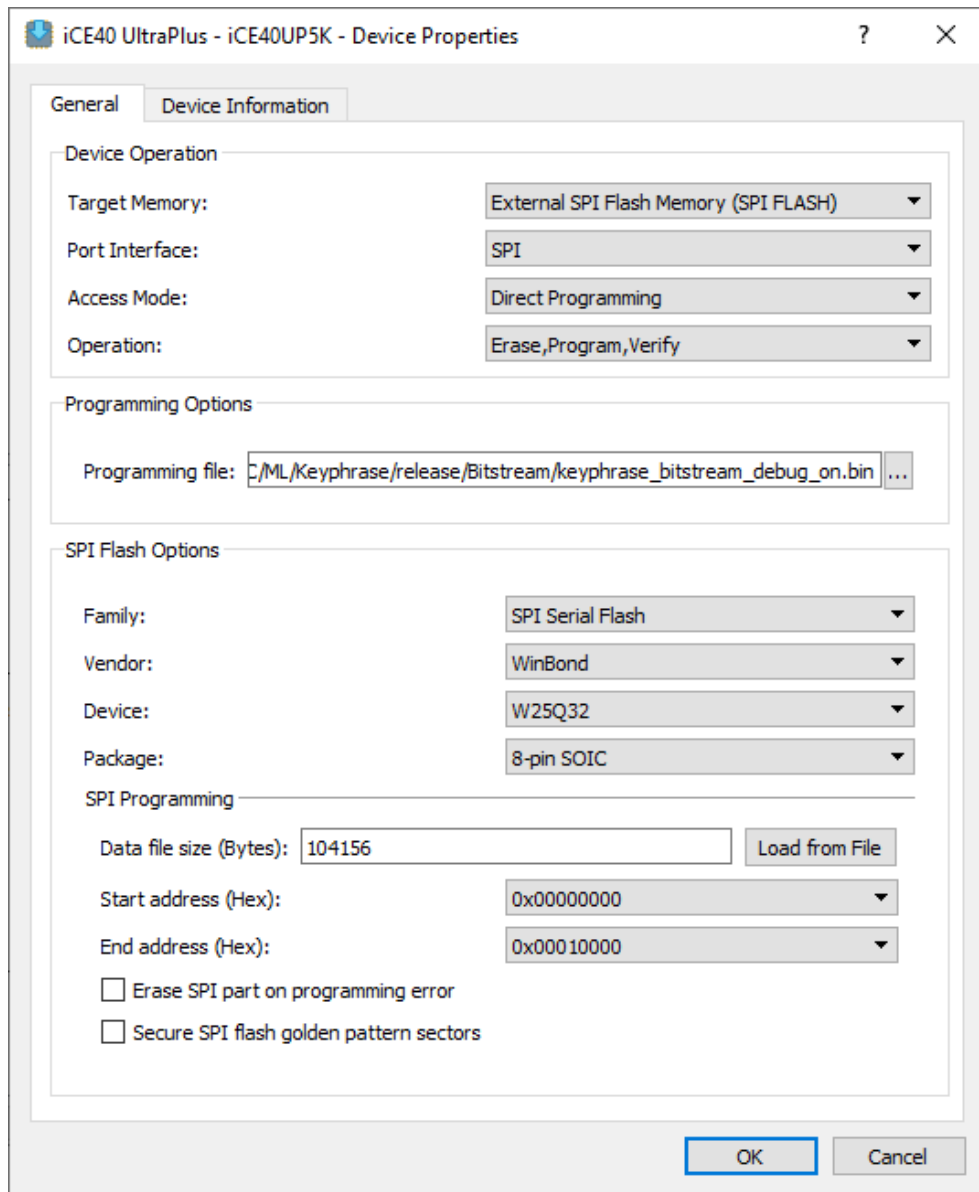 iCE40 UltraPlus - iCE40UP5K - Device Properties ? ×
General Device Information
Device Operation
Target Memory: External SPI Flash Memory (SPI FLASH)
Port Interface: SPI
Access Mode: Direct Programming
Operation: Erase,Program,Verify
Programming Options
Programming file: C/ML/Keyphrase/release/Bitstream/keyphrase_bitstream_debug_on.bin ...
SPI Flash Options
Family: SPI Serial Flash
Vendor: WinBond
Device: W25Q32
Package: 8-pin SOIC
SPI Programming
Data file size (Bytes): 104156 Load from File
Start address (Hex): 0x00000000
End address (Hex): 0x00010000
Erase SPI part on programming error
Secure SPI flash golden pattern sectors
OK Cancel